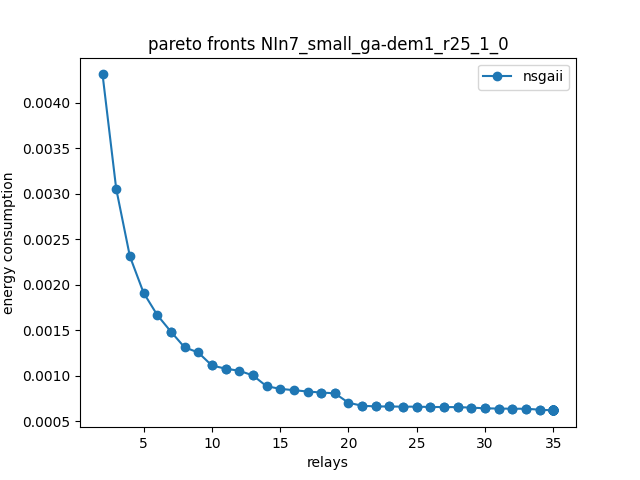 pareto fronts NIn7_small_ga-dem1_r25_1_0
nsgaii
energy consumption
0.0040
0.0035
0.0030
0.0025
0.0020
0.0015
0.0010
0.0005
5 10 15 20 25 30 35
relays